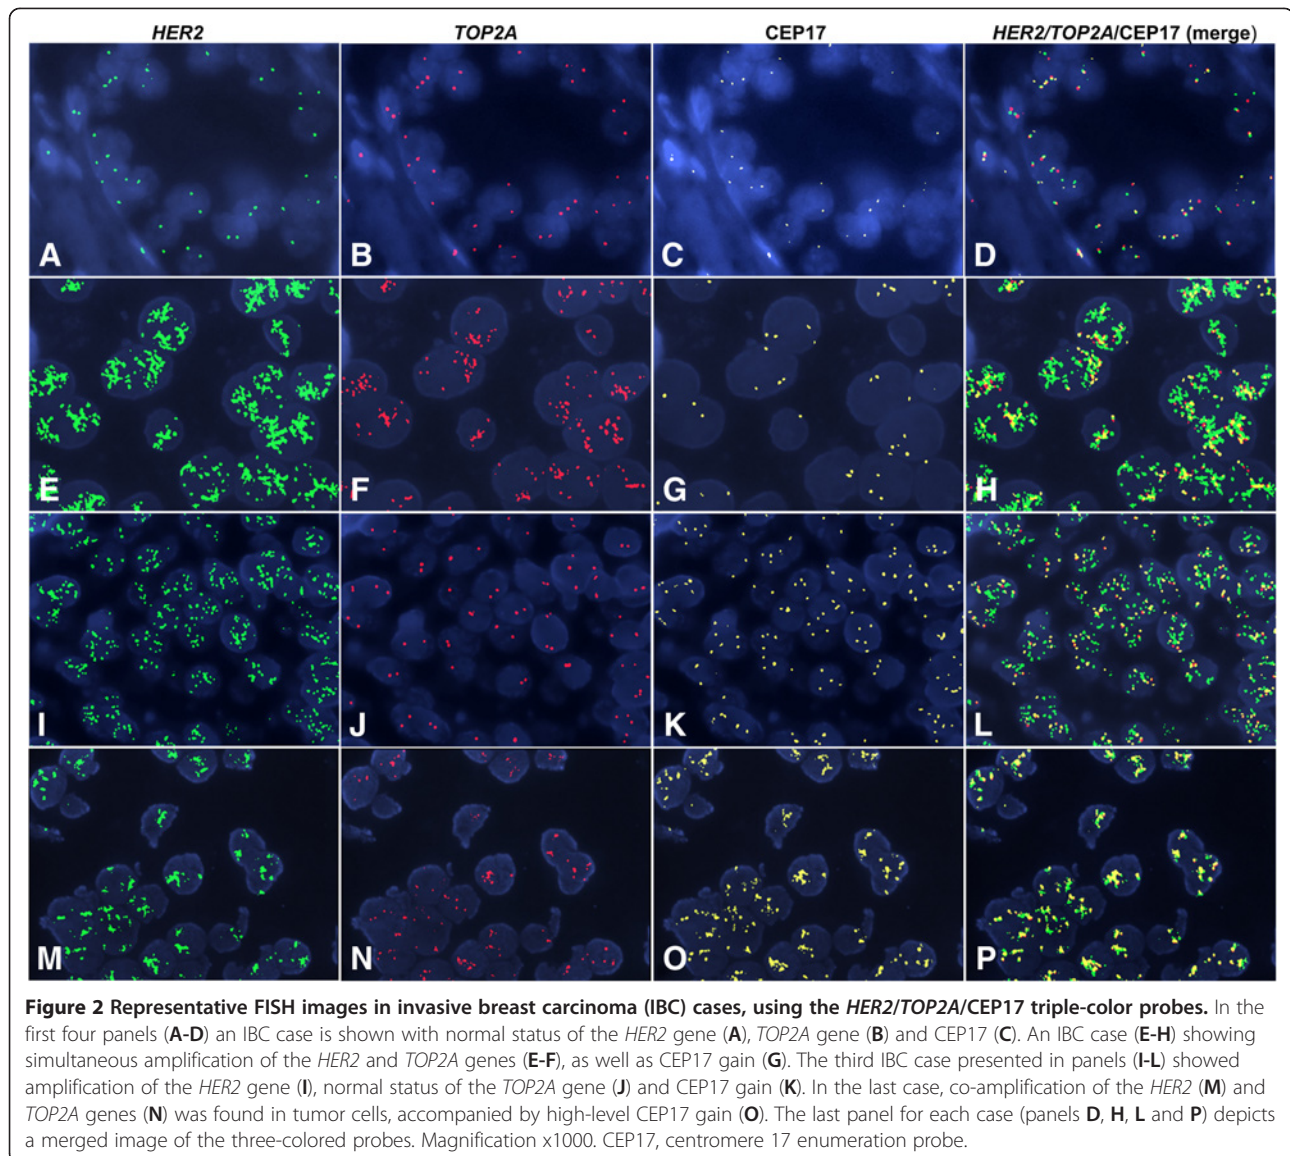 HER2 TOP2A CEP17 HER2/TOP2A/CEP17 (merge)
A B C D
E F G H
I J K L
M N O P
Figure 2 Representative FISH images in invasive breast carcinoma (IBC) cases, using the HER2/TOP2A/CEP17 triple-color probes. In the
first four panels (A-D) an IBC case is shown with normal status of the HER2 gene (A), TOP2A gene (B) and CEP17 (C). An IBC case (E-H) showing
simultaneous amplification of the HER2 and TOP2A genes (E-F), as well as CEP17 gain (G). The third IBC case presented in panels (I-L) showed
amplification of the HER2 gene (I), normal status of the TOP2A gene (J) and CEP17 gain (K). In the last case, co-amplification of the HER2 (M) and
TOP2A genes (N) was found in tumor cells, accompanied by high-level CEP17 gain (O). The last panel for each case (panels D, H, L and P) depicts
a merged image of the three-colored probes. Magnification x1000. CEP17, centromere 17 enumeration probe.